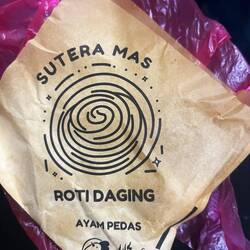 SUTERA MAS
ROTI DAGING
AYAM PEDAS